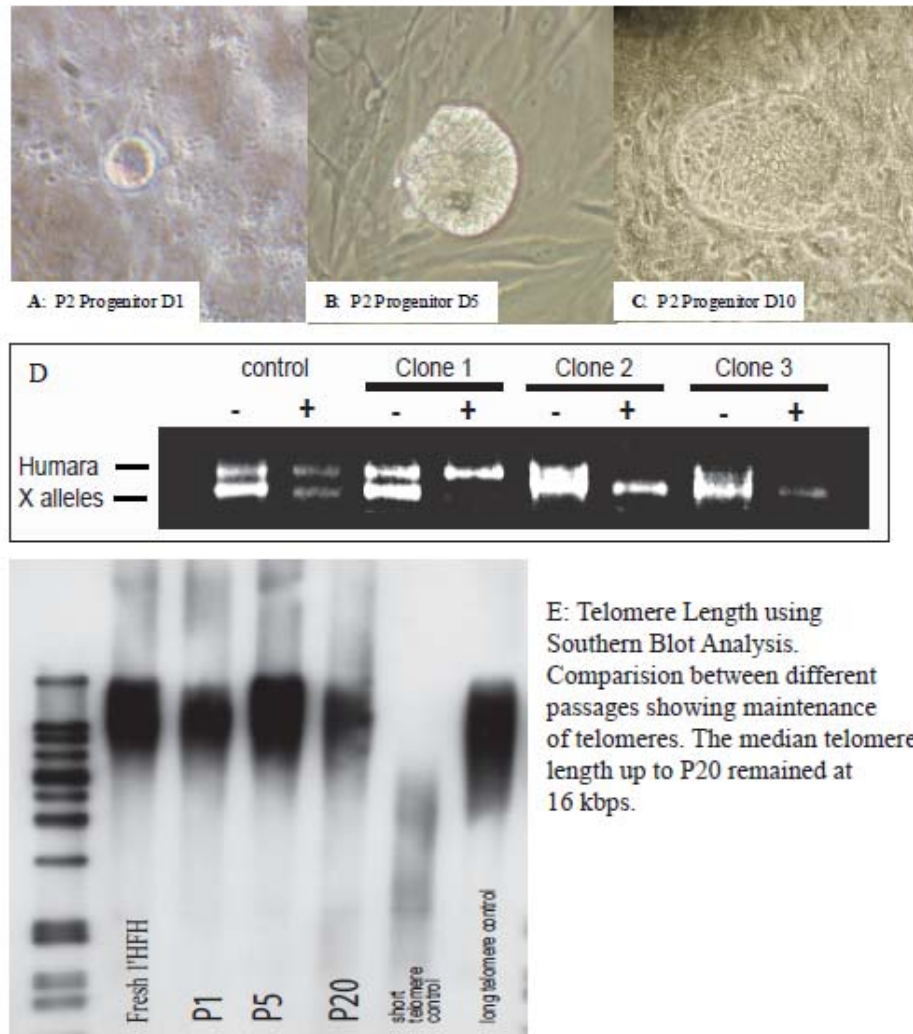 A: P2 Progenitor D1
B: P2 Progenitor D5
C: P2 Progenitor D10
D
control
Clone 1
Clone 2
Clone 3
- + - + - + - +
Humara
X alleles
E: Telomere Length using
Southern Blot Analysis.
Comparision between different
passages showing maintenance
of telomeres. The median telomere
length up to P20 remained at
16 kbps.
Fresh l'HFH
P1
P5
P20
short
telomere
control
long telomere control